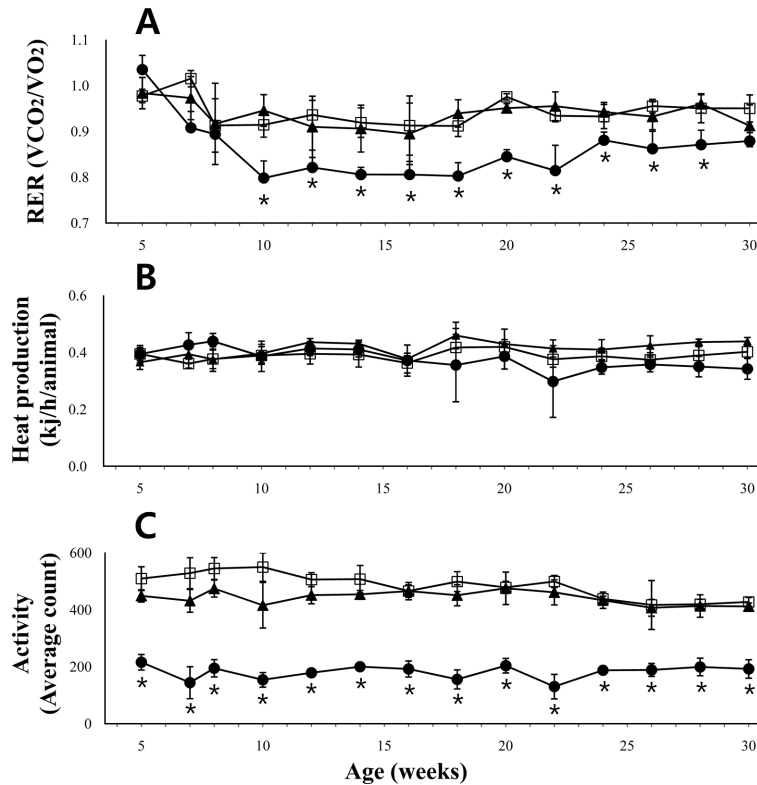 A
RER (VCO2/VO2)
1.1
1.0
0.9
0.8
0.7
* * * * * * * * * *
5 10 15 20 25 30
B
Heat production
(kj/h/animal)
0.6
0.4
0.2
0.0
5 10 15 20 25 30
C
Activity
(Average count)
600
400
200
0
* * * * * * * * * * * * * *
5 10 15 20 25 30
Age (weeks)